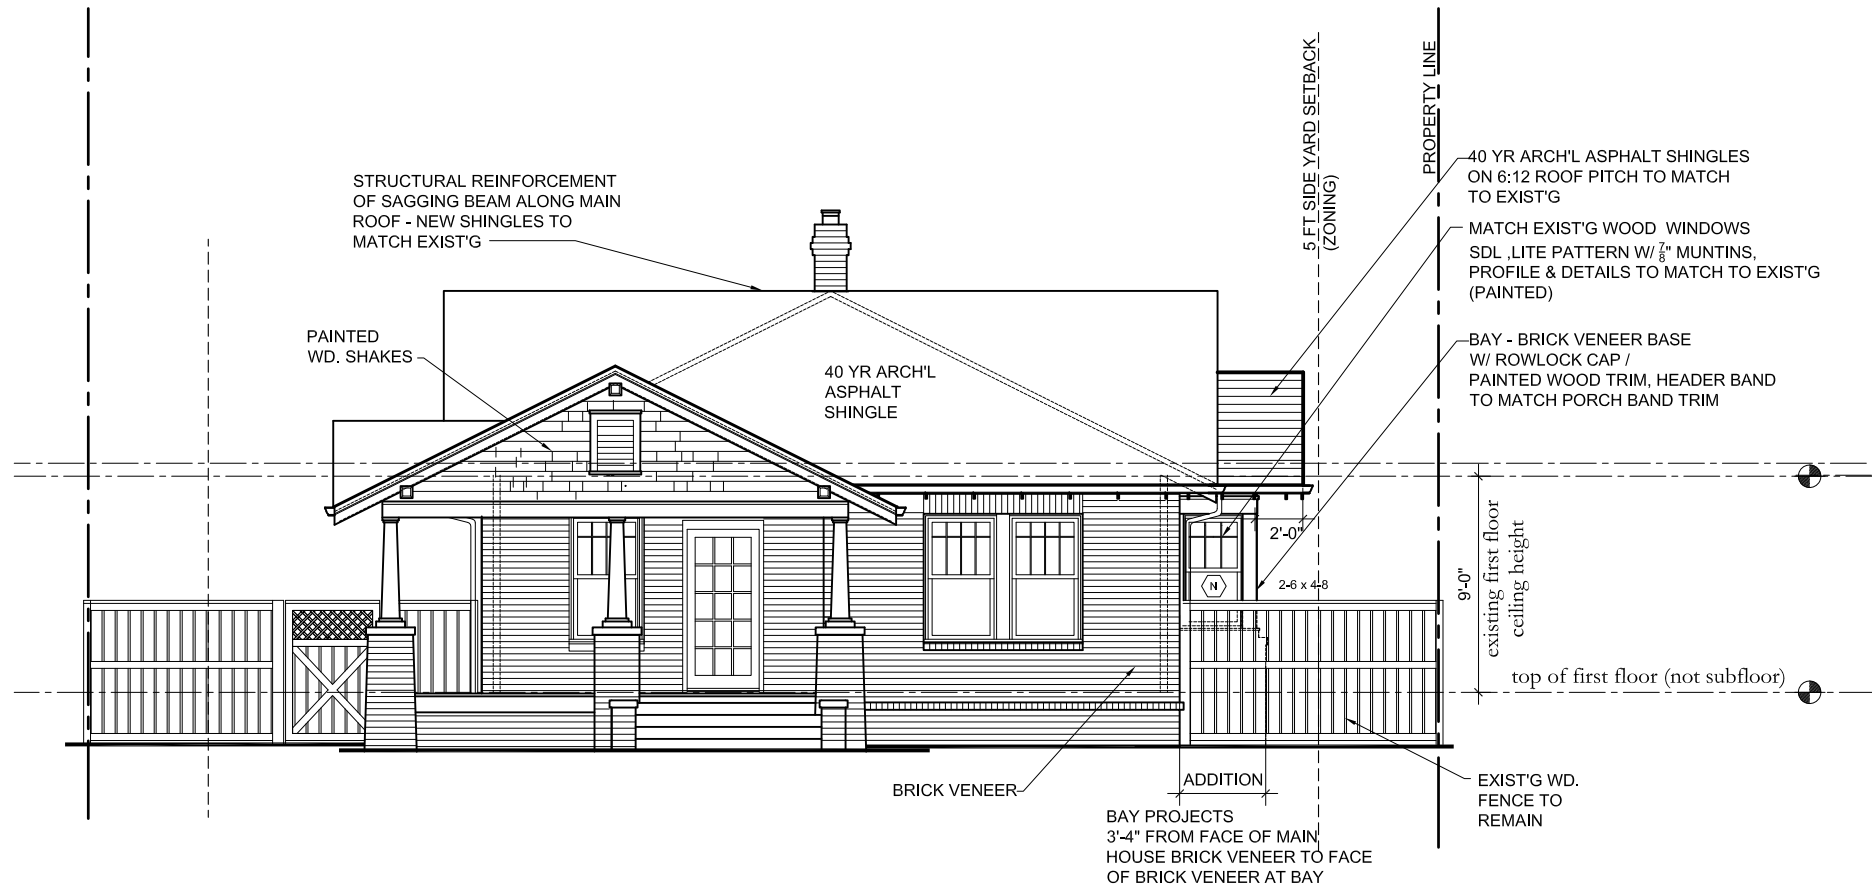 STRUCTURAL REINFORCEMENT
OF SAGGING BEAM ALONG MAIN
ROOF - NEW SHINGLES TO
MATCH EXIST'G
PAINTED
WD. SHAKES
40 YR ARCH'L
ASPHALT
SHINGLE
5 FT SIDE YARD SETBACK
(ZONING)
PROPERTY LINE
40 YR ARCH'L ASPHALT SHINGLES
ON 6:12 ROOF PITCH TO MATCH
TO EXIST'G
MATCH EXIST'G WOOD WINDOWS
SDL ,LITE PATTERN W/ 7/8" MUNTINS,
PROFILE & DETAILS TO MATCH TO EXIST'G
(PAINTED)
BAY - BRICK VENEER BASE
W/ ROWLOCK CAP /
PAINTED WOOD TRIM, HEADER BAND
TO MATCH PORCH BAND TRIM
2'-0"
N
2-6 x 4-8
9'-0"
existing first floor
ceiling height
top of first floor (not subfloor)
BRICK VENEER
ADDITION
BAY PROJECTS
3'-4" FROM FACE OF MAIN
HOUSE BRICK VENEER TO FACE
OF BRICK VENEER AT BAY
EXIST'G WD.
FENCE TO
REMAIN